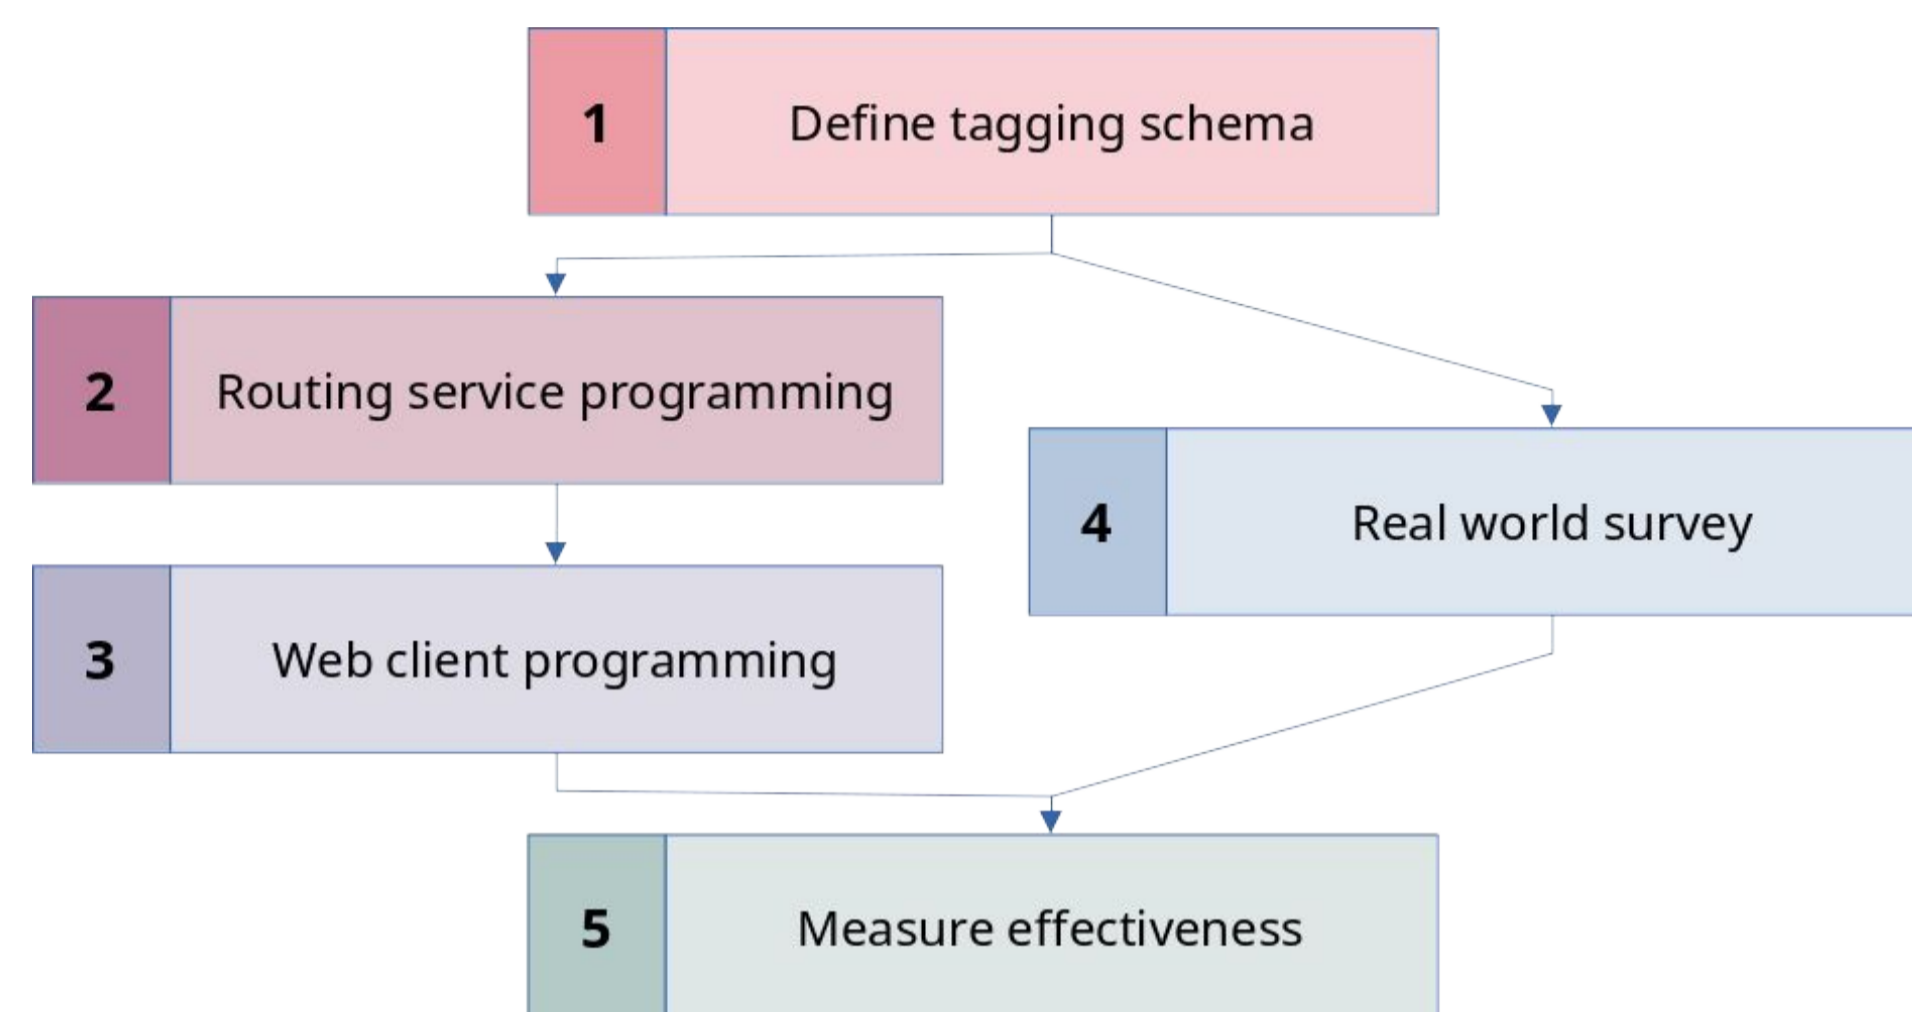 1 Define tagging schema
2 Routing service programming
4 Real world survey
3 Web client programming
5 Measure effectiveness